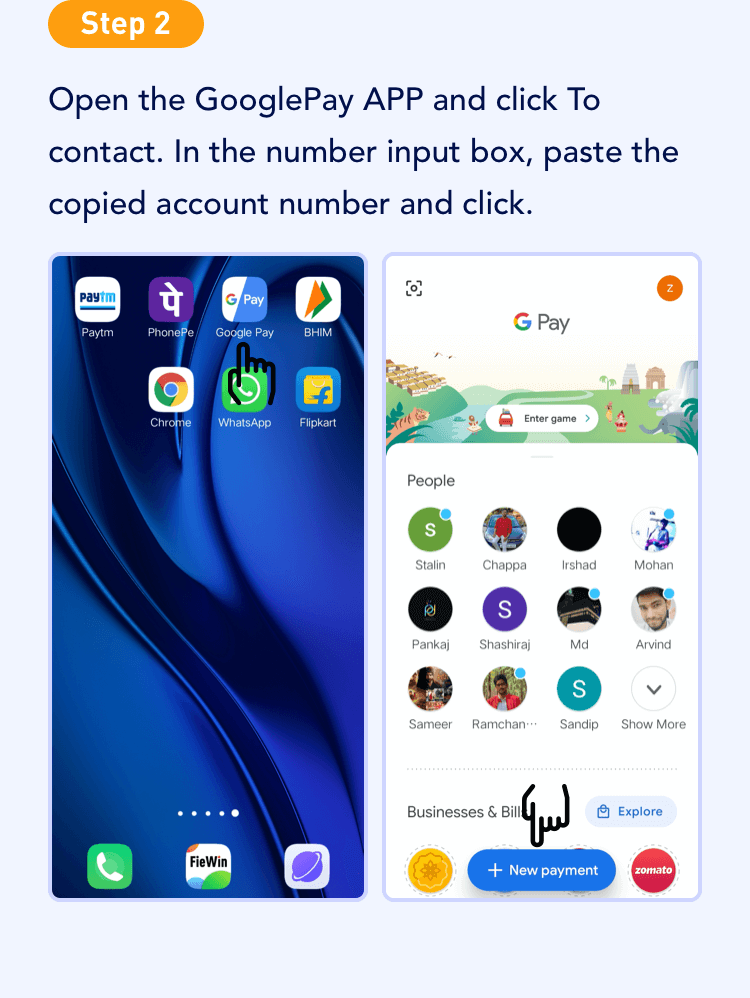 Step 2
Open the GooglePay APP and click To
contact. In the number input box, paste the
copied account number and click.
Paytm
Paytm
पे
PhonePe
G Pay
Google Pay
BHIM
Chrome
WhatsApp
Flipkart
FieWin
Z
G Pay
Enter game
People
S
Stalin
Chappa
Irshad
Mohan
Pankaj
S
Shashiraj
Md
Arvind
Sameer
Ramchan···
S
Sandip
Show More
Businesses & Bill
Explore
New payment
zomato